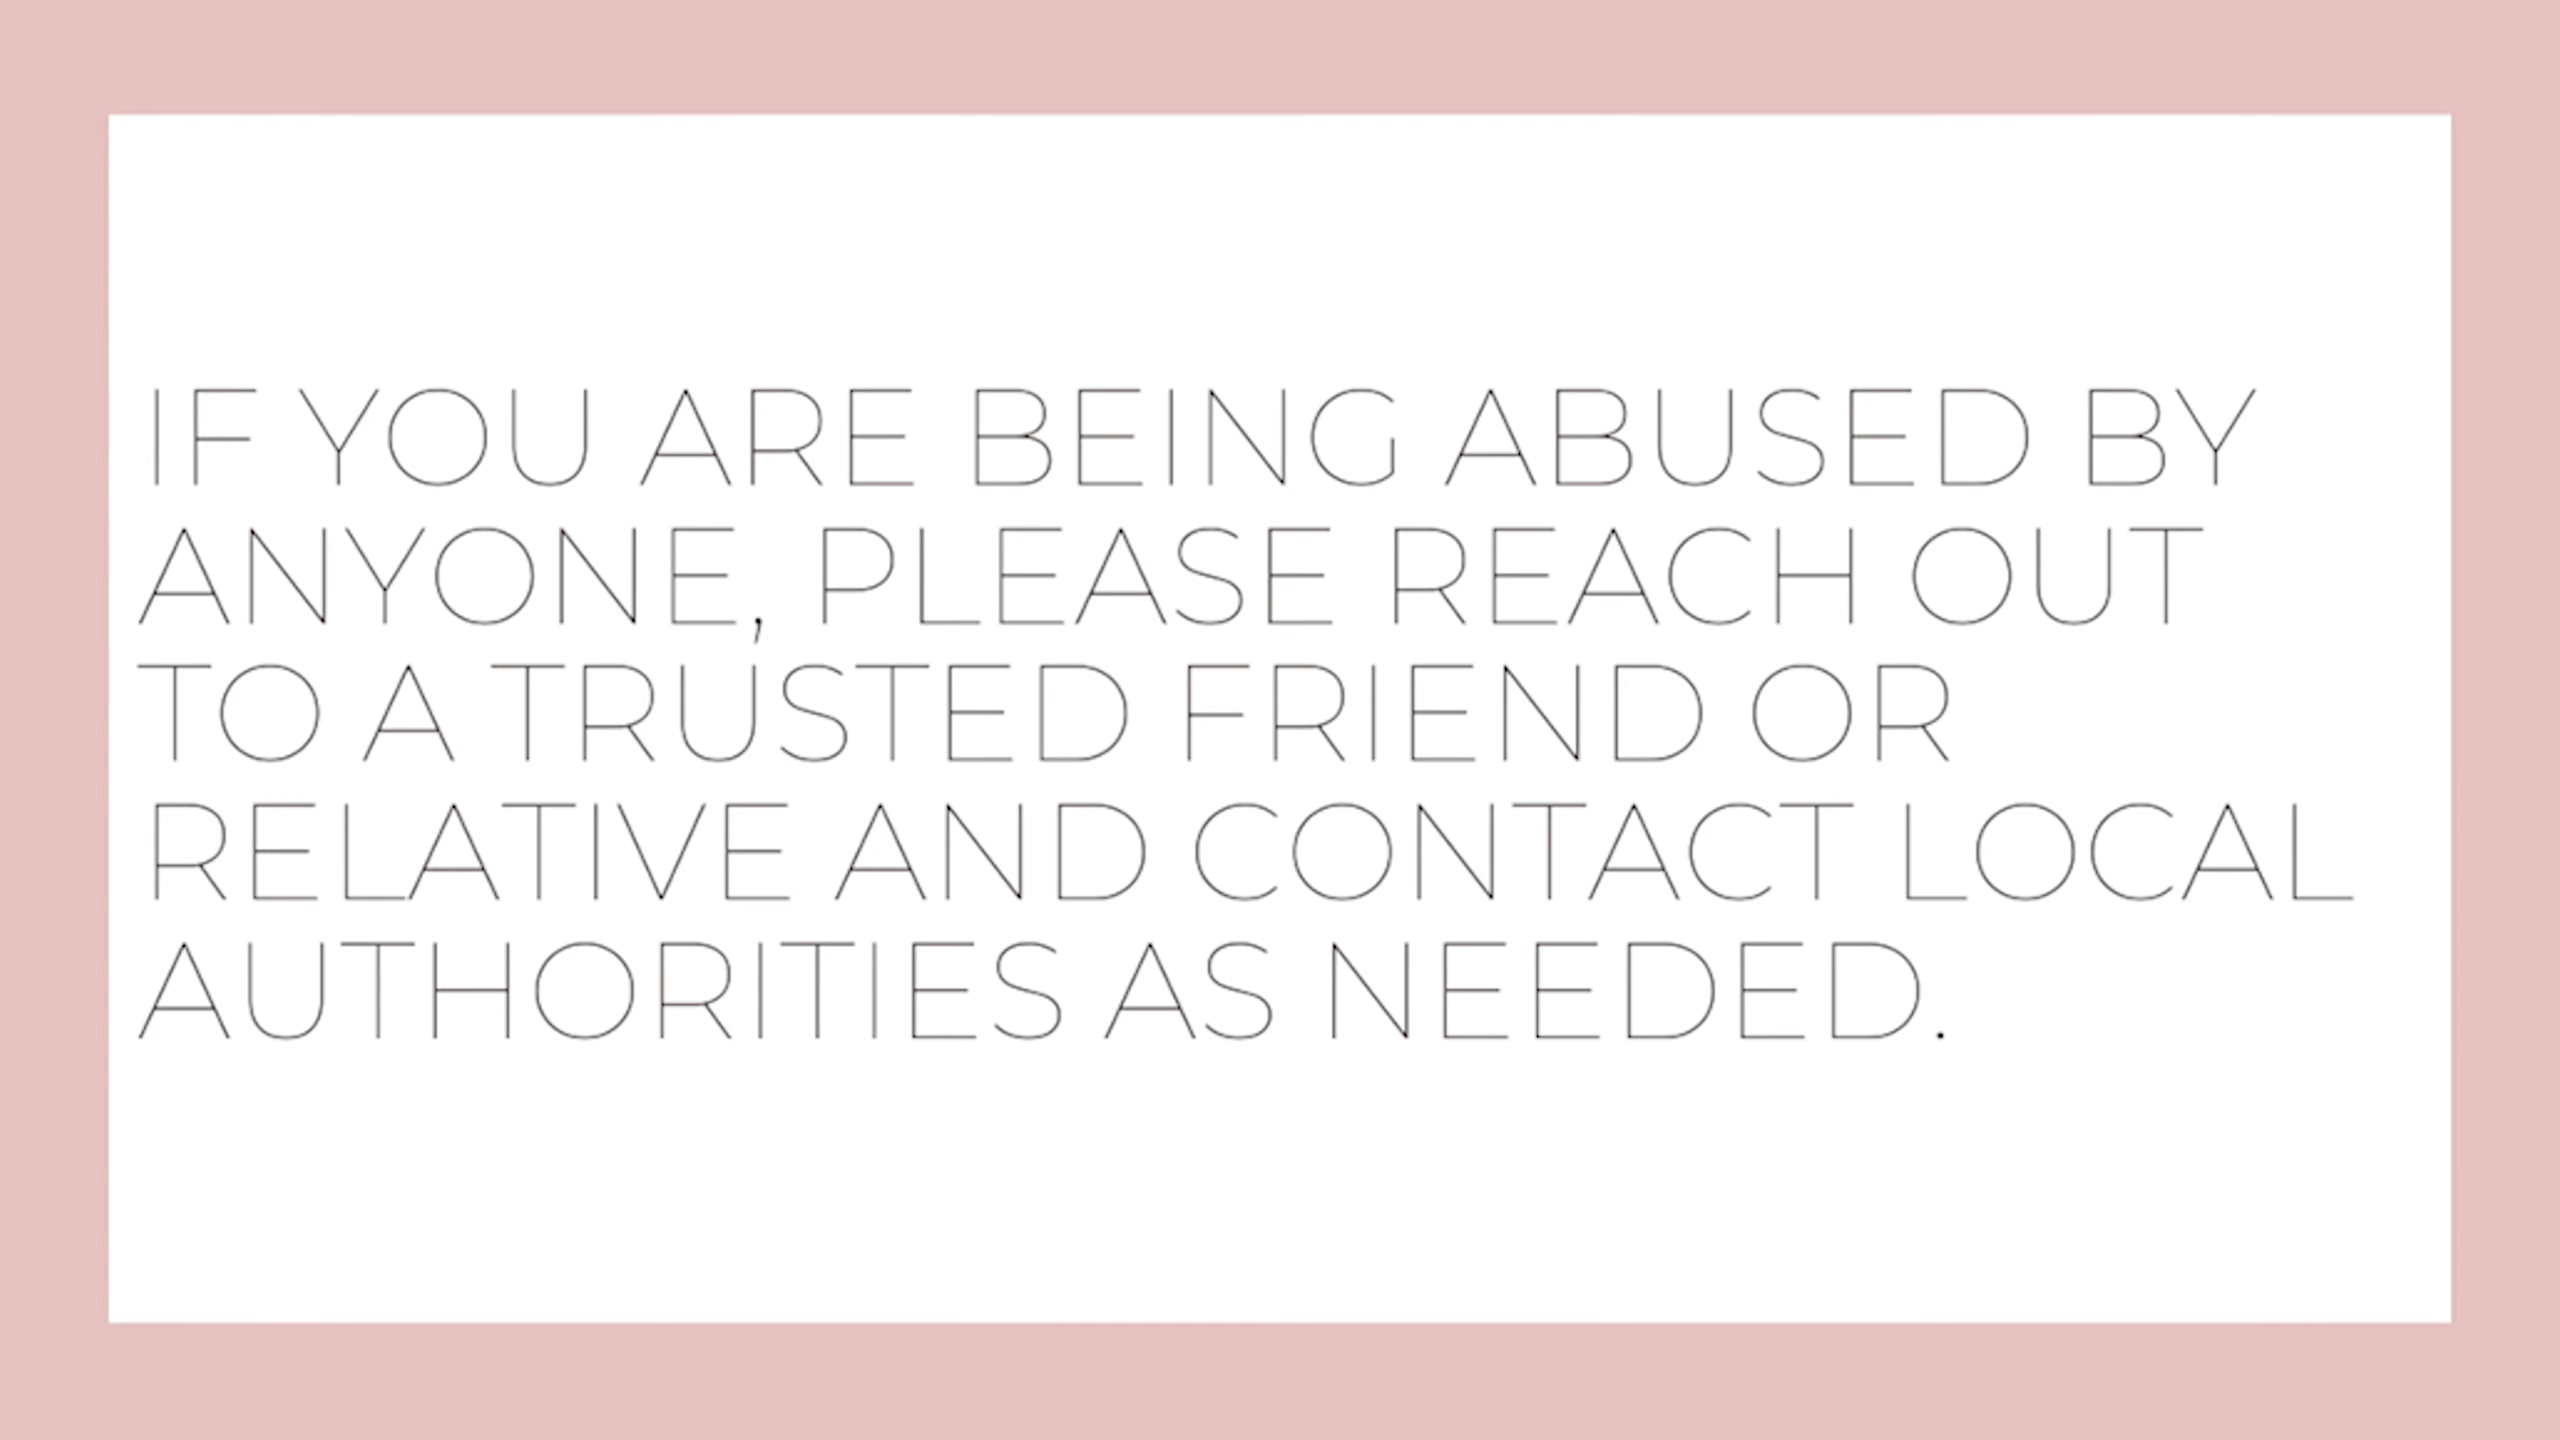 IF YOU ARE BEING ABUSED BY
ANYONE, PLEASE REACH OUT
TO A TRUSTED FRIEND OR
RELATIVE AND CONTACT LOCAL
AUTHORITIES AS NEEDED.